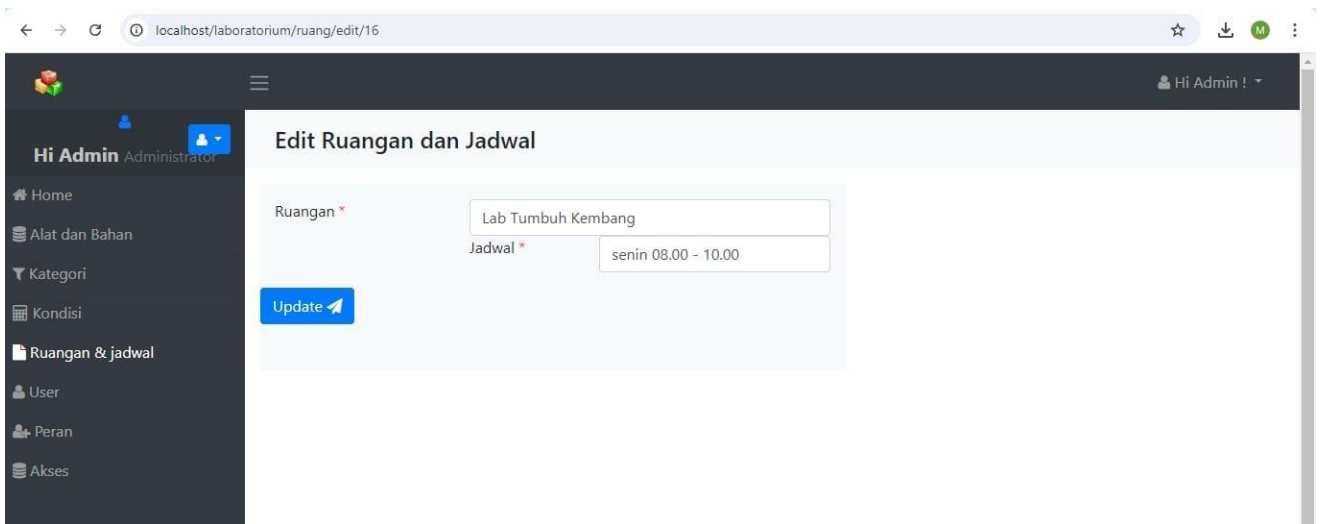 localhost/laboratorium/ruang/edit/16
M
Hi Admin !
Hi Admin Administrator
Home
Alat dan Bahan
Kategori
Kondisi
Ruangan & jadwal
User
Peran
Akses
Edit Ruangan dan Jadwal
Ruangan * Lab Tumbuh Kembang
Jadwal * senin 08.00 - 10.00
Update